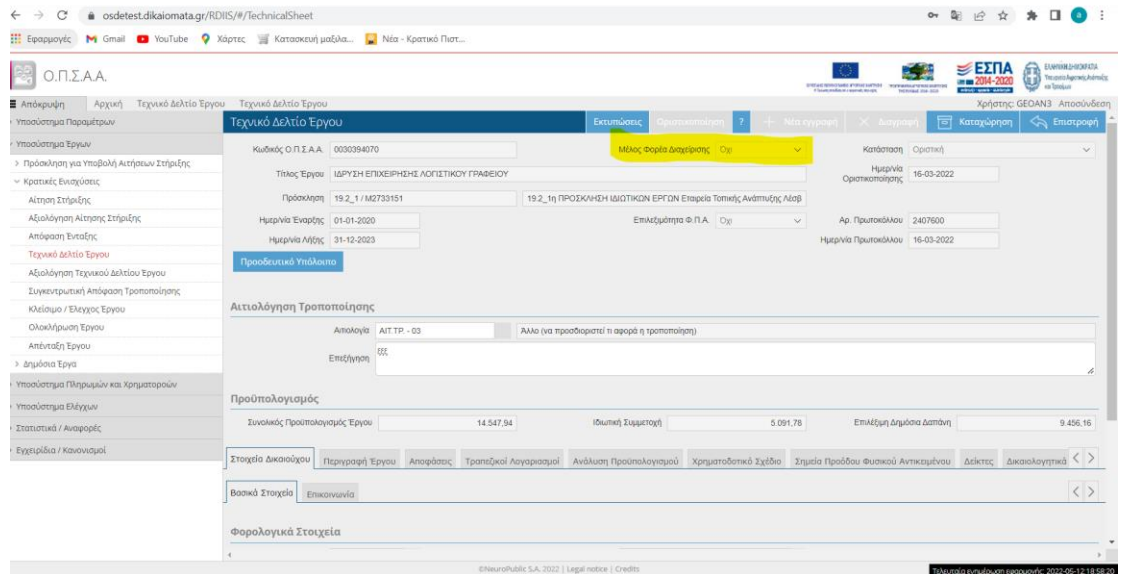 osdetest.dikaiomata.gr/RDIIS/#/TechnicalSheet
Εφαρμογές Gmail YouTube Χάρτες Κατασκευή μαξιλα... Νέα - Κρατικό Πιστ...
Ο.Π.Σ.Α.Α.
ΕΣΠΑ
2014-2020
Απόκρυψη Αρχική Τεχνικό Δελτίο Έργου Τεχνικό Δελτίο Έργου Χρήστης: GEOAN3 Αποσύνδεση
Υποσύστημα Παραμέτρων
Υποσύστημα Έργων
Πρόσκληση για Υποβολή Αιτήσεων Στήριξης
Κρατικές Ενισχύσεις
Αίτηση Στήριξης
Αξιολόγηση Αίτησης Στήριξης
Απόφαση Ένταξης
Τεχνικό Δελτίο Έργου
Αξιολόγηση Τεχνικού Δελτίου Έργου
Συγκεντρωτική Απόφαση Τροποποίησης
Κλείσιμο / Έλεγχος Έργου
Ολοκλήρωση Έργου
Απένταξη Έργου
Δημόσια Έργα
Υποσύστημα Πληρωμών και Χρηματοροών
Υποσύστημα Ελέγχων
Στατιστικά / Αναφορές
Εγχειρίδια / Κανονισμοί
Τεχνικό Δελτίο Έργου Εκτυπώσεις Οριστικοποίηση ? Νέα εγγραφή Διαγραφή Καταχώρηση Επιστροφή
Κωδικός Ο.Π.Σ.Α.Α. 0030394070 Μέλος Φορέα Διαχείρισης Όχι Κατάσταση Οριστική
Τίτλος Έργου ΙΔΡΥΣΗ ΕΠΙΧΕΙΡΗΣΗΣ ΛΟΓΙΣΤΙΚΟΥ ΓΡΑΦΕΙΟΥ Ημερ/νία Οριστικοποίησης 16-03-2022
Πρόσκληση 19.2_1 / Μ2733151 19.2_1η ΠΡΟΣΚΛΗΣΗ ΙΔΙΩΤΙΚΩΝ ΕΡΓΩΝ Εταιρεία Τοπικής Ανάπτυξης Λέσβ
Ημερ/νία Έναρξης 01-01-2020 Επιλεξιμότητα Φ.Π.Α. Όχι Αρ. Πρωτοκόλλου 2407600
Ημερ/νία Λήξης 31-12-2023 Ημερ/νία Πρωτοκόλλου 16-03-2022
Προοδευτικό Υπόλοιπο
Αιτιολόγηση Τροποποίησης
Αιτιολογία ΑΙΤ.ΤΡ. - 03 Άλλο (να προσδιοριστεί τι αφορά η τροποποίηση)
Επεξήγηση ξξξ
Προϋπολογισμός
Συνολικός Προϋπολογισμός Έργου 14.547,94 Ιδιωτική Συμμετοχή 5.091,78 Επιλέξιμη Δημόσια Δαπάνη 9.456,16
Στοιχεία Δικαιούχου Περιγραφή Έργου Αποφάσεις Τραπεζικοί Λογαριασμοί Ανάλυση Προϋπολογισμού Χρηματοδοτικό Σχέδιο Σημεία Προόδου Φυσικού Αντικειμένου Δείκτες Δικαιολογητικά
Βασικά Στοιχεία Επικοινωνία
Φορολογικά Στοιχεία
©NeuroPublic S.A. 2022 | Legal notice | Credits
Τελευταία ενημέρωση εφαρμογής: 2022-05-12 18:58:20